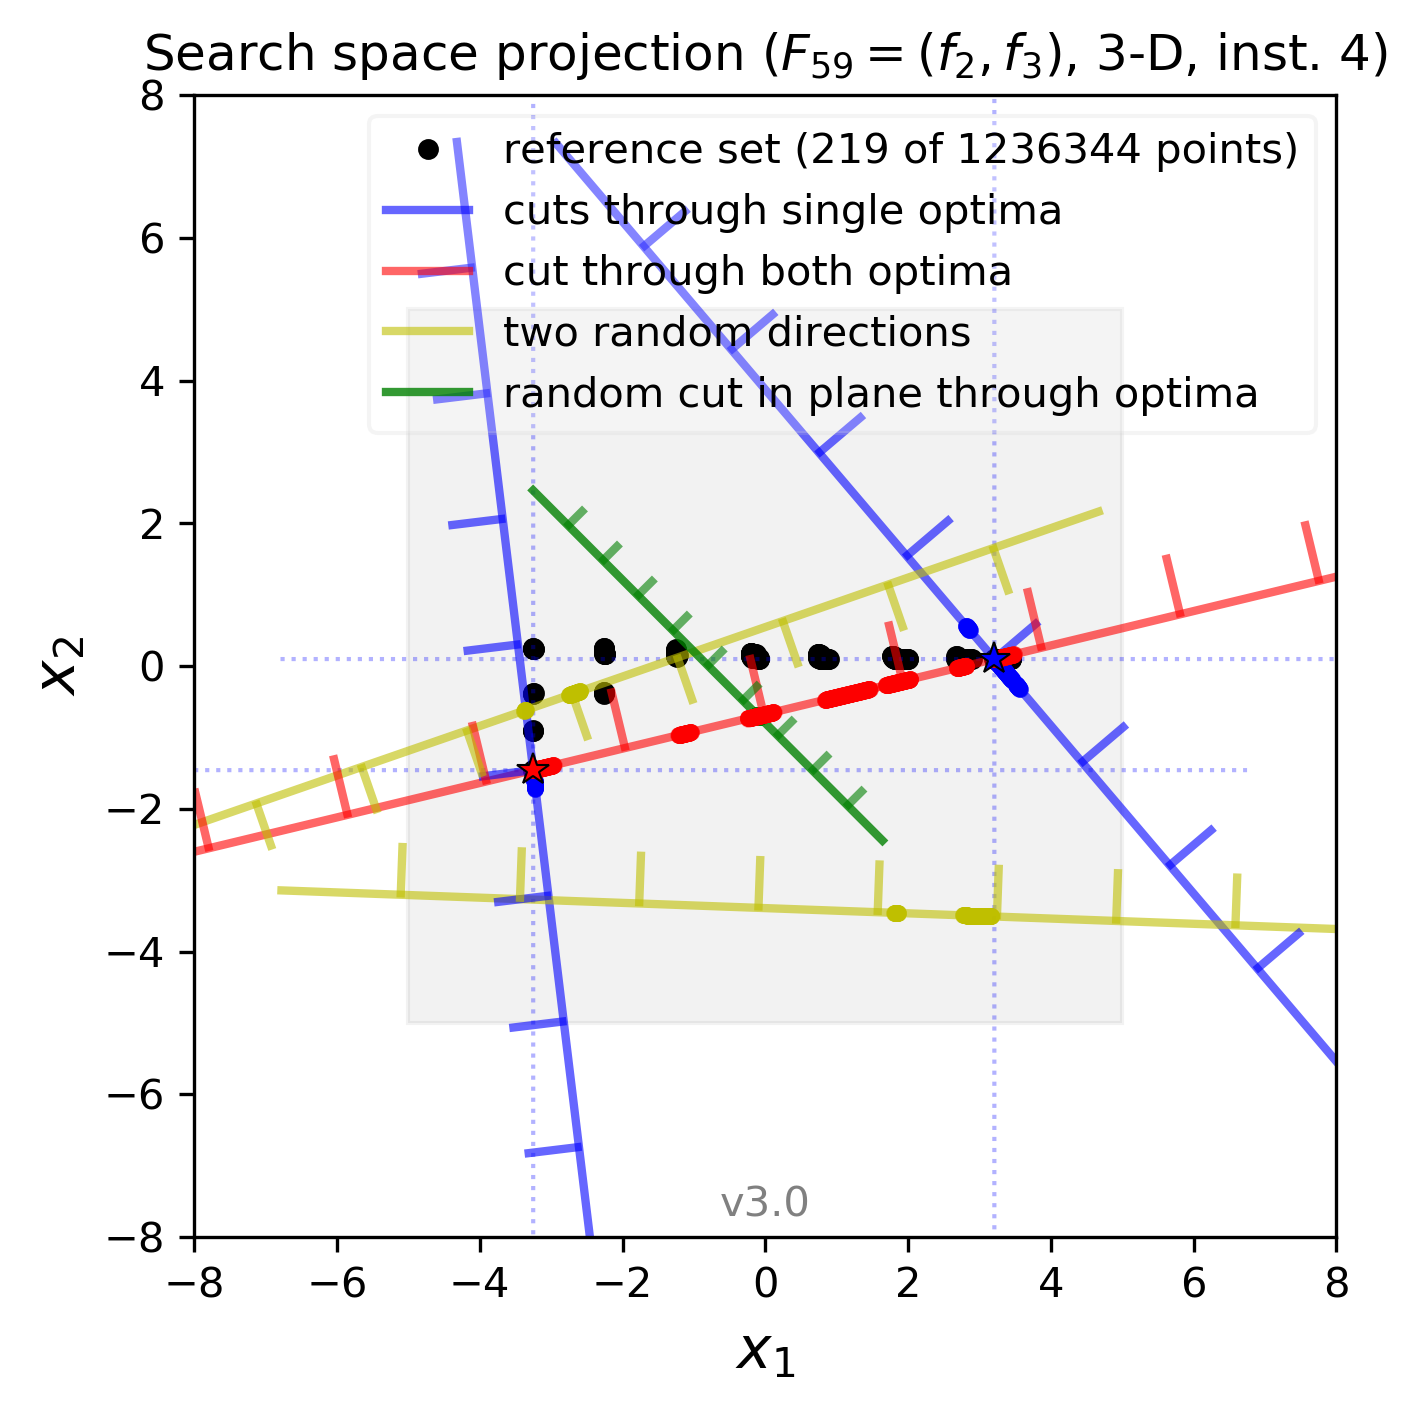 Search space projection (F₅₉ = (f₂, f₃), 3-D, inst. 4)
reference set (219 of 1236344 points)
cuts through single optima
cut through both optima
two random directions
random cut in plane through optima
8
6
4
2
0
−2
−4
−6
−8
x₂
v3.0
−8 −6 −4 −2 0 2 4 6 8
x₁